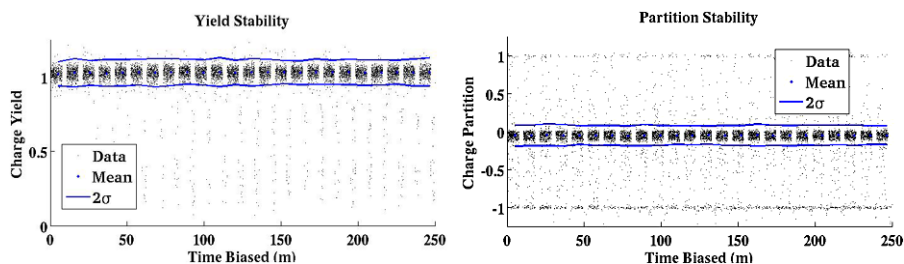 Yield Stability
Charge Yield
1
0.5
0
Data
Mean
2σ
0 50 100 150 200 250
Time Biased (m)
Partition Stability
Charge Partition
1
0.5
0
-0.5
-1
Data
Mean
2σ
0 50 100 150 200 250
Time Biased (m)